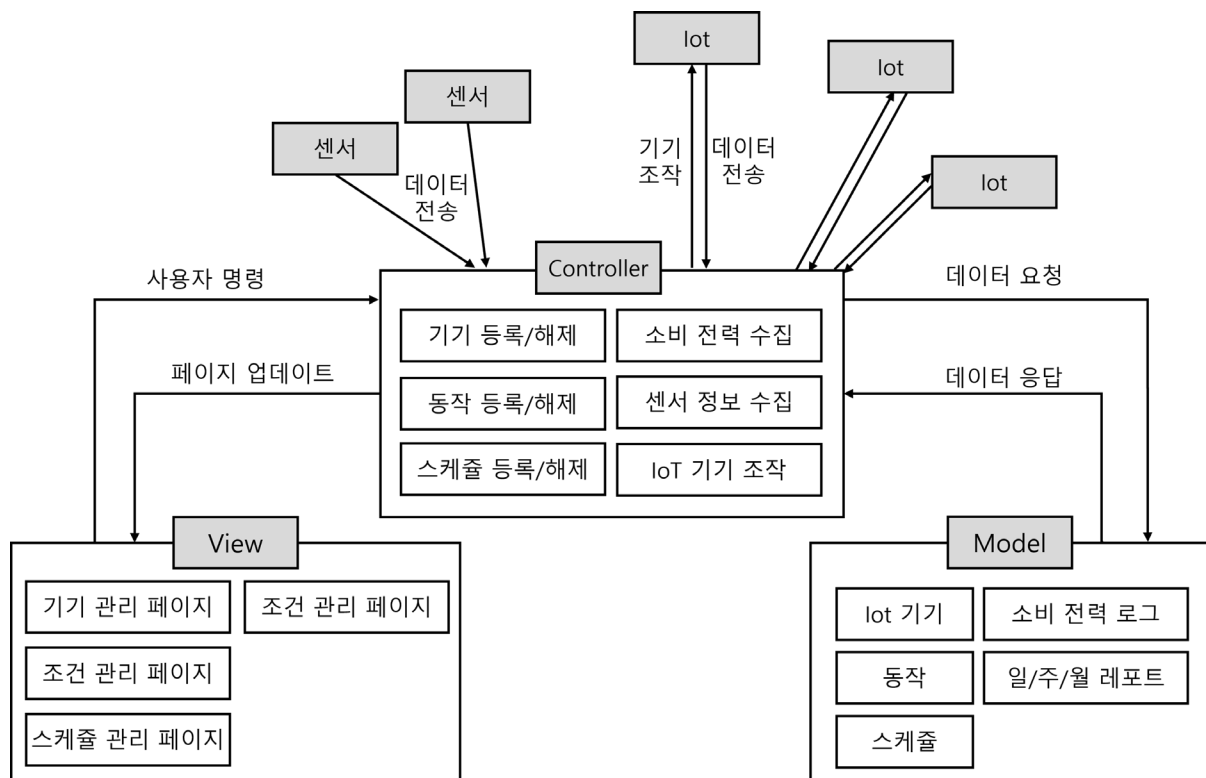 Iot
Iot
센서
센서
기기
조작
데이터
전송
Iot
데이터
전송
Controller
사용자 명령
데이터 요청
기기 등록/해제
소비 전력 수집
페이지 업데이트
데이터 응답
동작 등록/해제
센서 정보 수집
스케쥴 등록/해제
IoT 기기 조작
View
Model
기기 관리 페이지
조건 관리 페이지
Iot 기기
소비 전력 로그
조건 관리 페이지
동작
일/주/월 레포트
스케쥴 관리 페이지
스케쥴